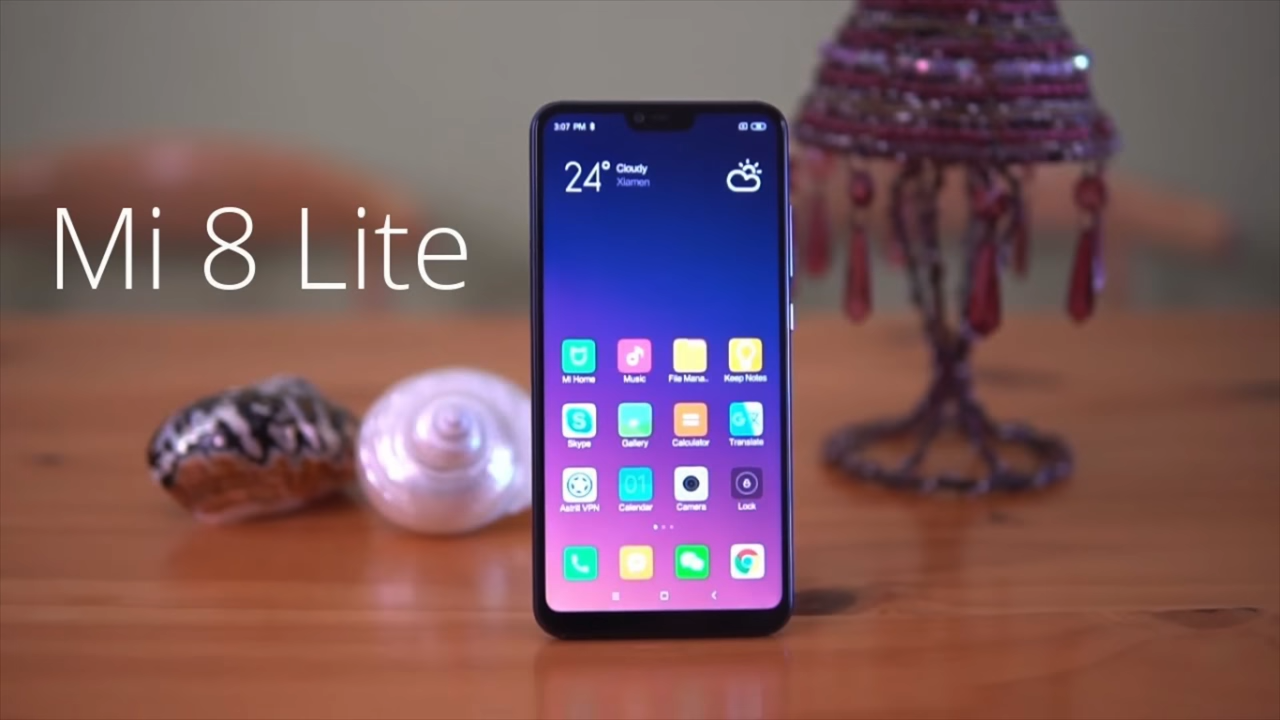 Mi 8 Lite
3:07 PM
24° Cloudy
Xiamen
Mi Home Music File Mana.. Keep Notes
Skype Gallery Calculator Translate
Astrill VPN Calendar Camera Lock
01